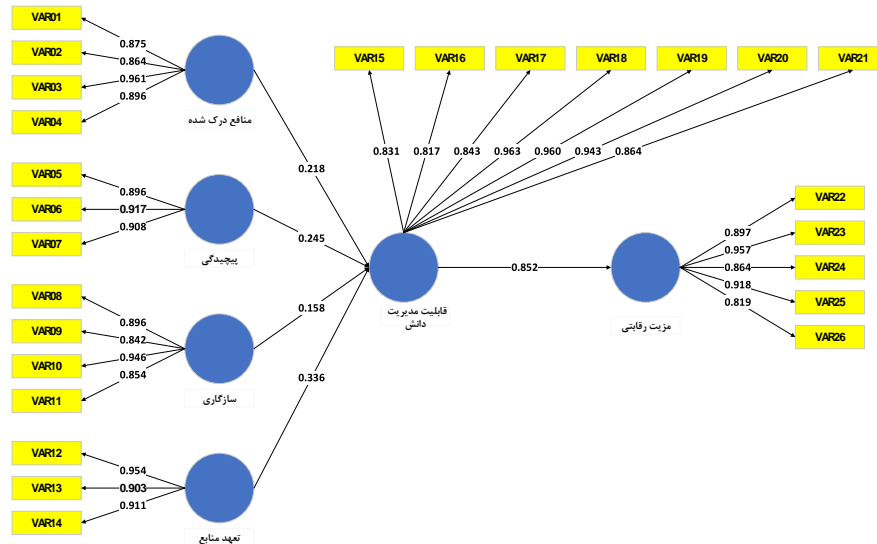 VAR01
VAR02
VAR03
VAR04
0.875
0.864
0.961
0.896
منافع درک شده
VAR05
VAR06
VAR07
0.896
0.917
0.908
پیچیدگی
VAR08
VAR09
VAR10
VAR11
0.896
0.842
0.946
0.854
سازگاری
VAR12
VAR13
VAR14
0.954
0.903
0.911
تعهد منابع
0.218
0.245
0.158
0.336
VAR15
VAR16
VAR17
VAR18
VAR19
VAR20
VAR21
0.831
0.817
0.843
0.963
0.960
0.943
0.864
قابلیت مدیریت
دانش
0.852
مزیت رقابتی
0.897
0.957
0.864
0.918
0.819
VAR22
VAR23
VAR24
VAR25
VAR26